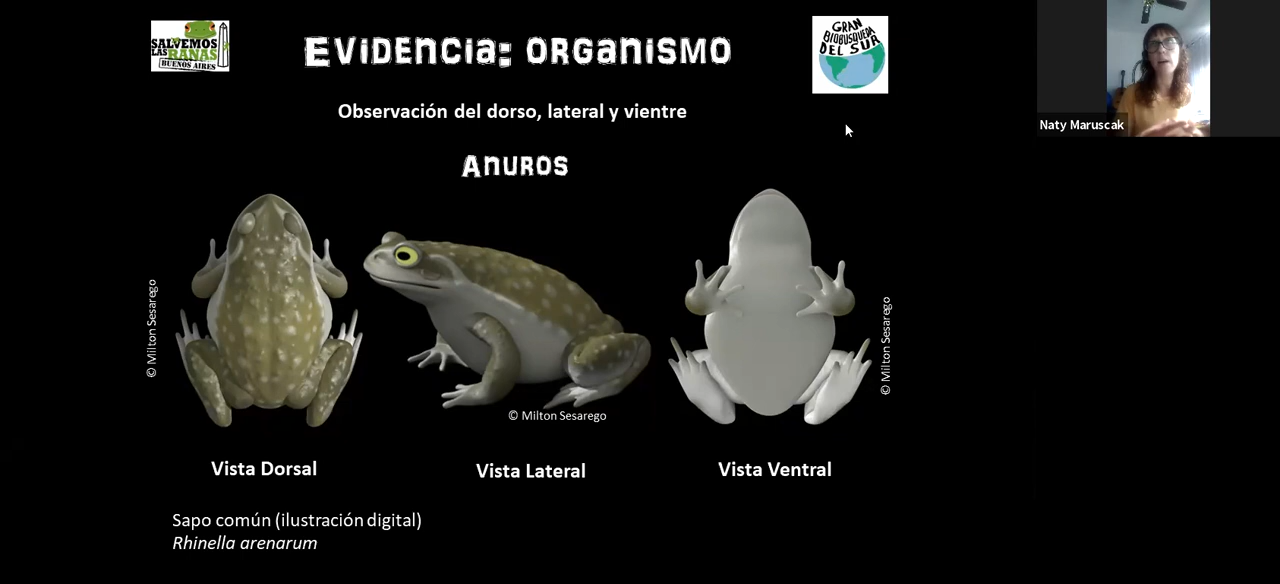 SALVEMOS
LAS RANAS
BUENOS AIRES
EVIDENCIA: ORGANISMO
GRAN
BIOBUSQUEDA
DEL SUR
Naty Maruscak
Observación del dorso, lateral y vientre
ANUROS
© Milton Sesarego
© Milton Sesarego
© Milton Sesarego
Vista Dorsal
Vista Lateral
Vista Ventral
Sapo común (ilustración digital)
Rhinella arenarum